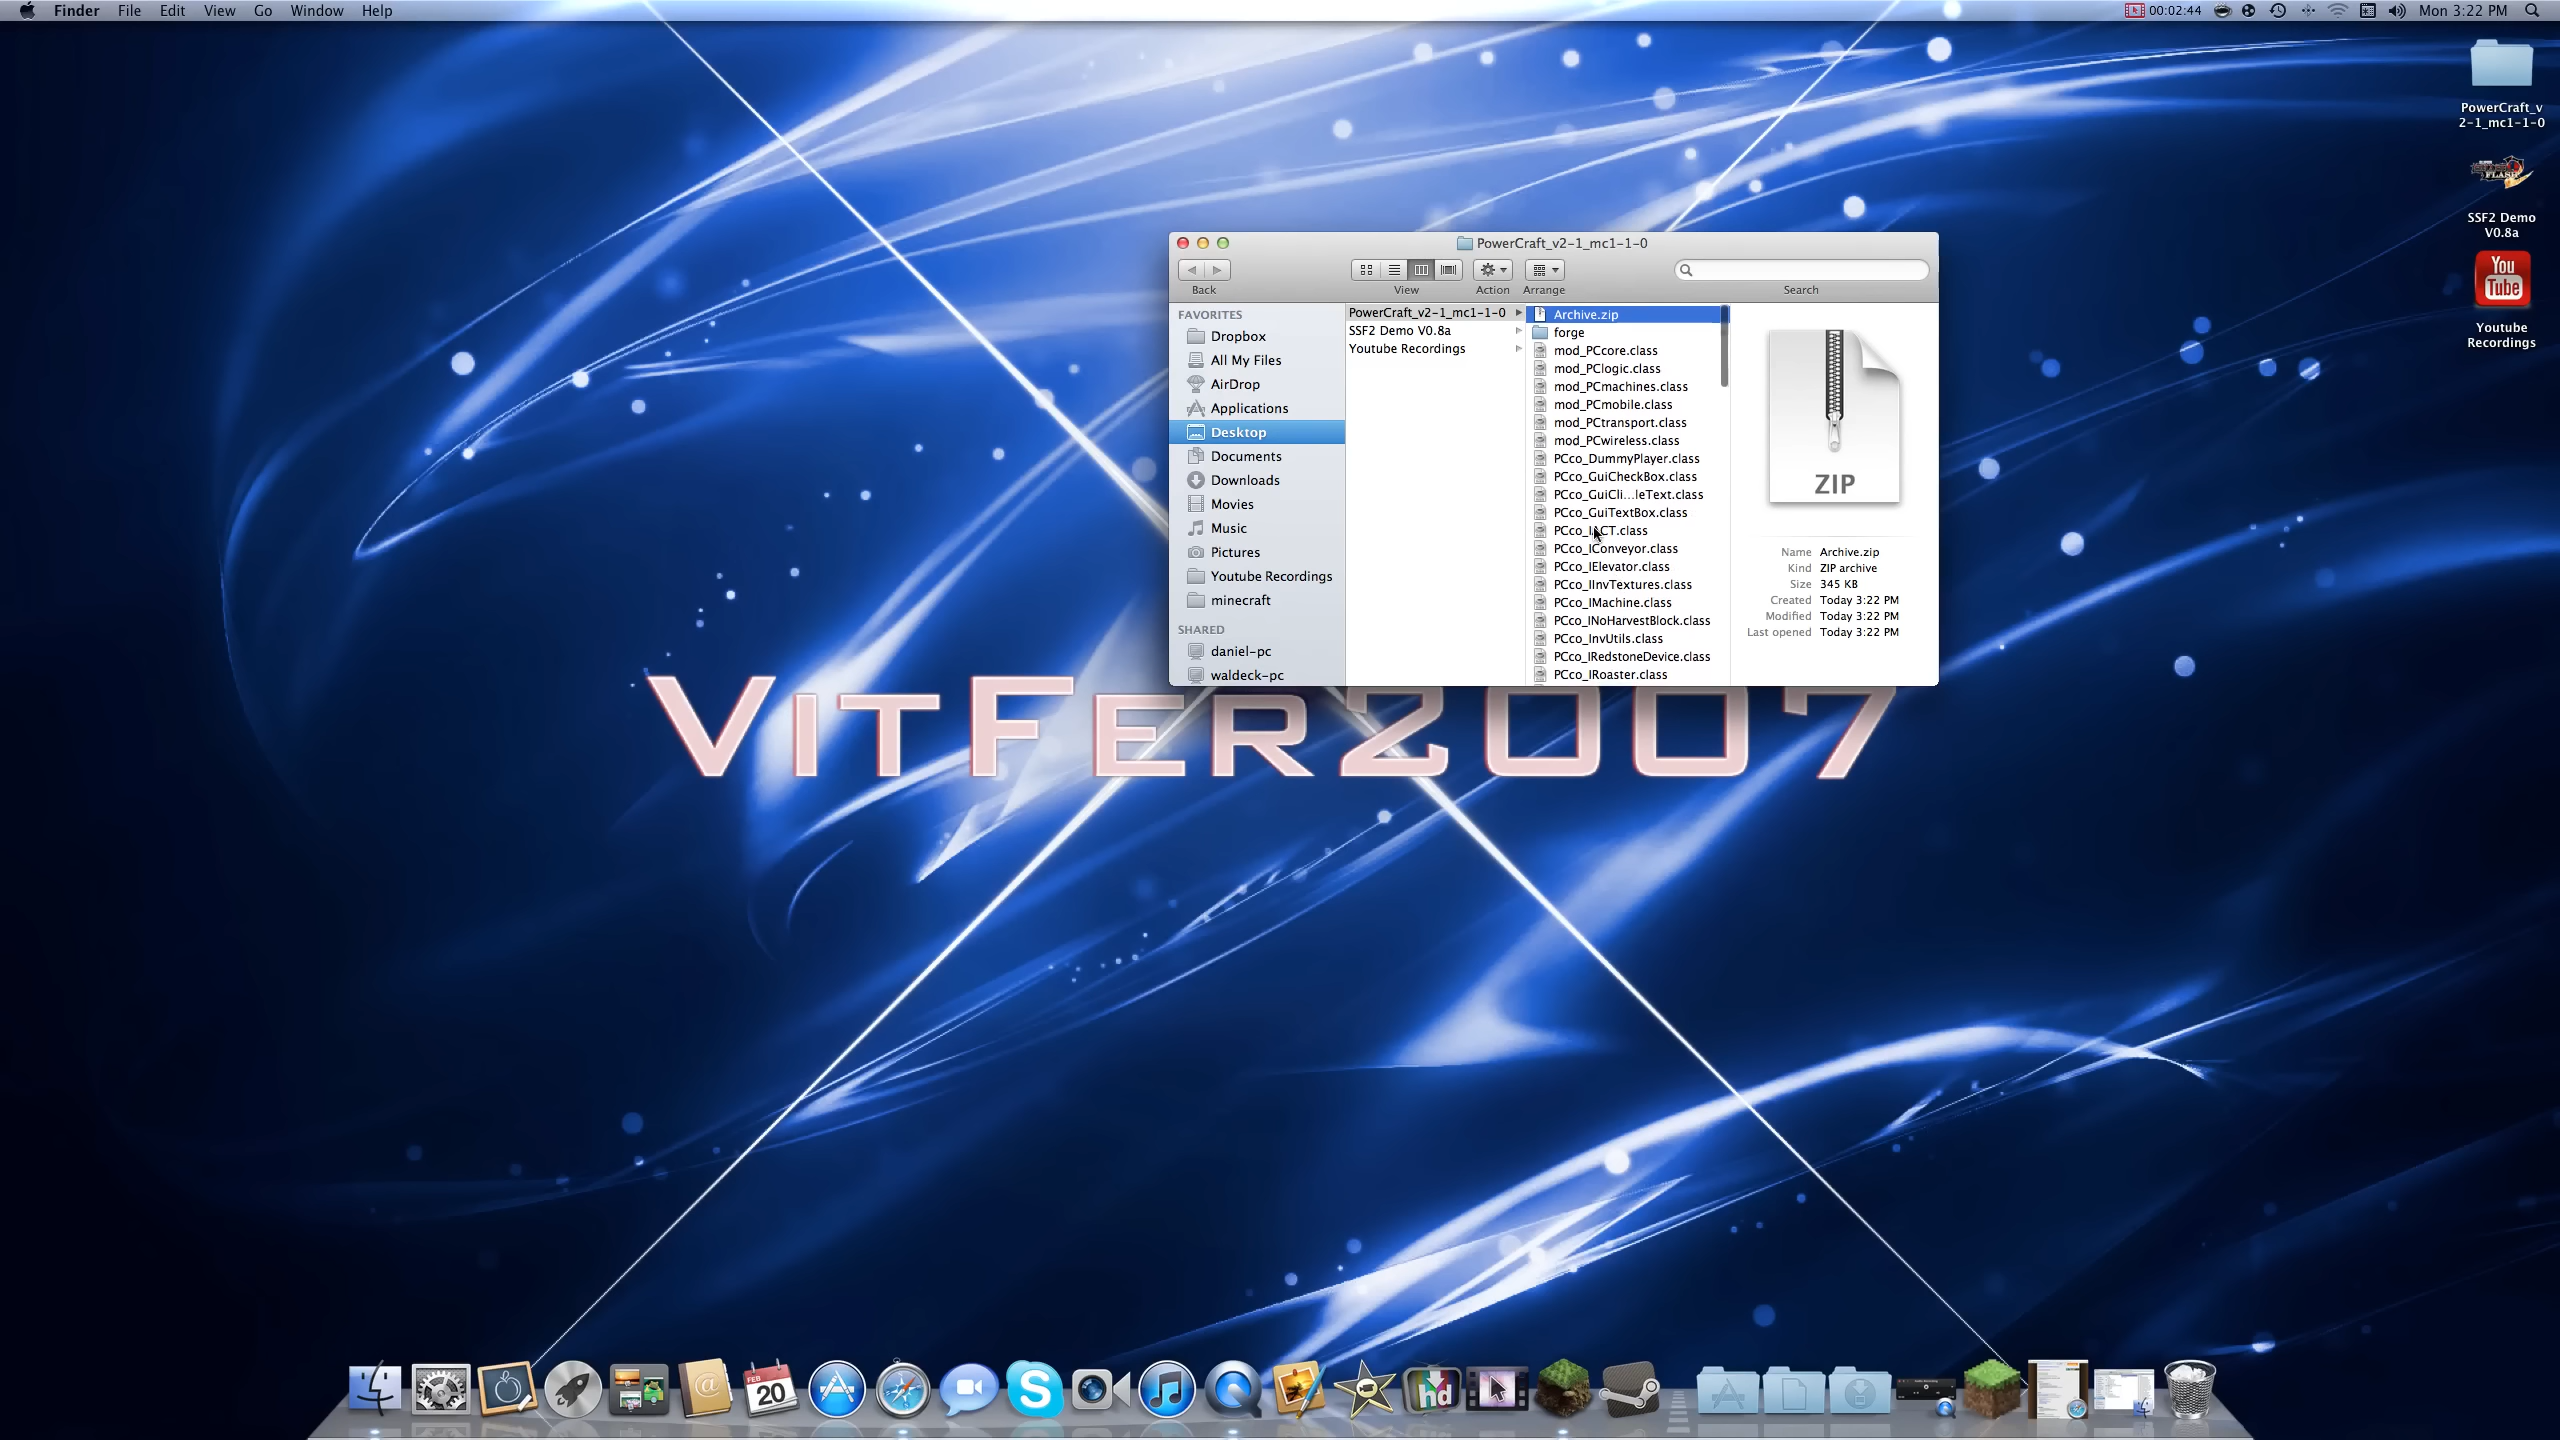 Finder File Edit View Go Window Help
00:02:44 Mon 3:22 PM
PowerCraft_v
2-1_mc1-1-0
SSF2 Demo
V0.8a
You
Tube
Youtube
Recordings
PowerCraft_v2-1_mc1-1-0
Back View Action Arrange Search
FAVORITES
Dropbox
All My Files
AirDrop
Applications
Desktop
Documents
Downloads
Movies
Music
Pictures
Youtube Recordings
minecraft
SHARED
daniel-pc
waldeck-pc
PowerCraft_v2-1_mc1-1-0
SSF2 Demo V0.8a
Youtube Recordings
Archive.zip
forge
mod_PCcore.class
mod_PClogic.class
mod_PCmachines.class
mod_PCmobile.class
mod_PCtransport.class
mod_PCwireless.class
PCco_DummyPlayer.class
PCco_GuiCheckBox.class
PCco_GuiCli...leText.class
PCco_GuiTextBox.class
CT.class
PCco_IConveyor.class
PCco_IElevator.class
PCco_IInvTextures.class
PCco_IMachine.class
PCco_INoHarvestBlock.class
PCco_InvUtils.class
PCco_IRedstoneDevice.class
PCco_IRoaster.class
ZIP
Name Archive.zip
Kind ZIP archive
Size 345 KB
Created Today 3:22 PM
Modified Today 3:22 PM
Last opened Today 3:22 PM
VITFER2007
FEB
20
hd